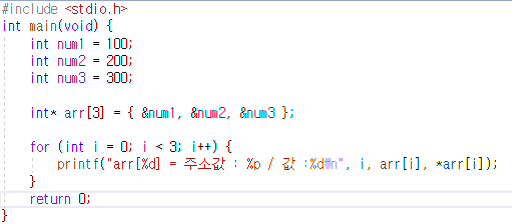 #include <stdio.h>
int main(void) {
int num1 = 100;
int num2 = 200;
int num3 = 300;
int* arr[3] = { &num1, &num2, &num3 };
for (int i = 0; i < 3; i++) {
printf("arr[%d] = 주소값 : %p / 값 :%d₩n", i, arr[i], *arr[i]);
}
return 0;
}